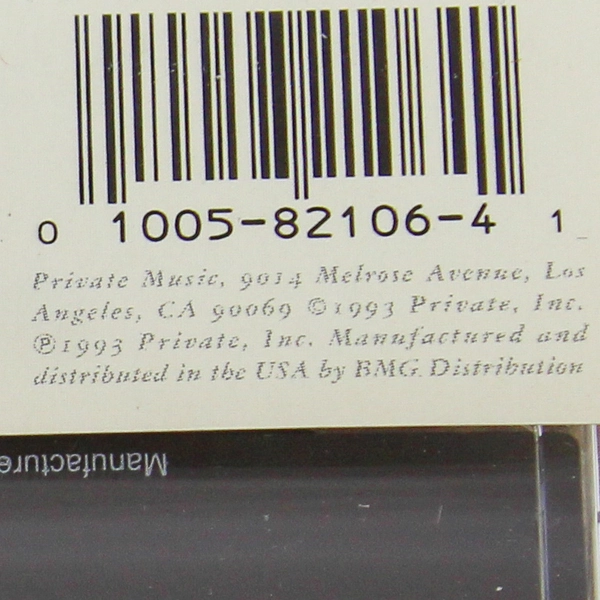 0 1005-82106-4 1
Private Music, 9014 Melrose Avenue, Los
Angeles, CA 90069 ©1993 Private, Inc.
℗1993 Private, Inc. Manufactured and
distributed in the USA by BMG Distribution
Manufacture